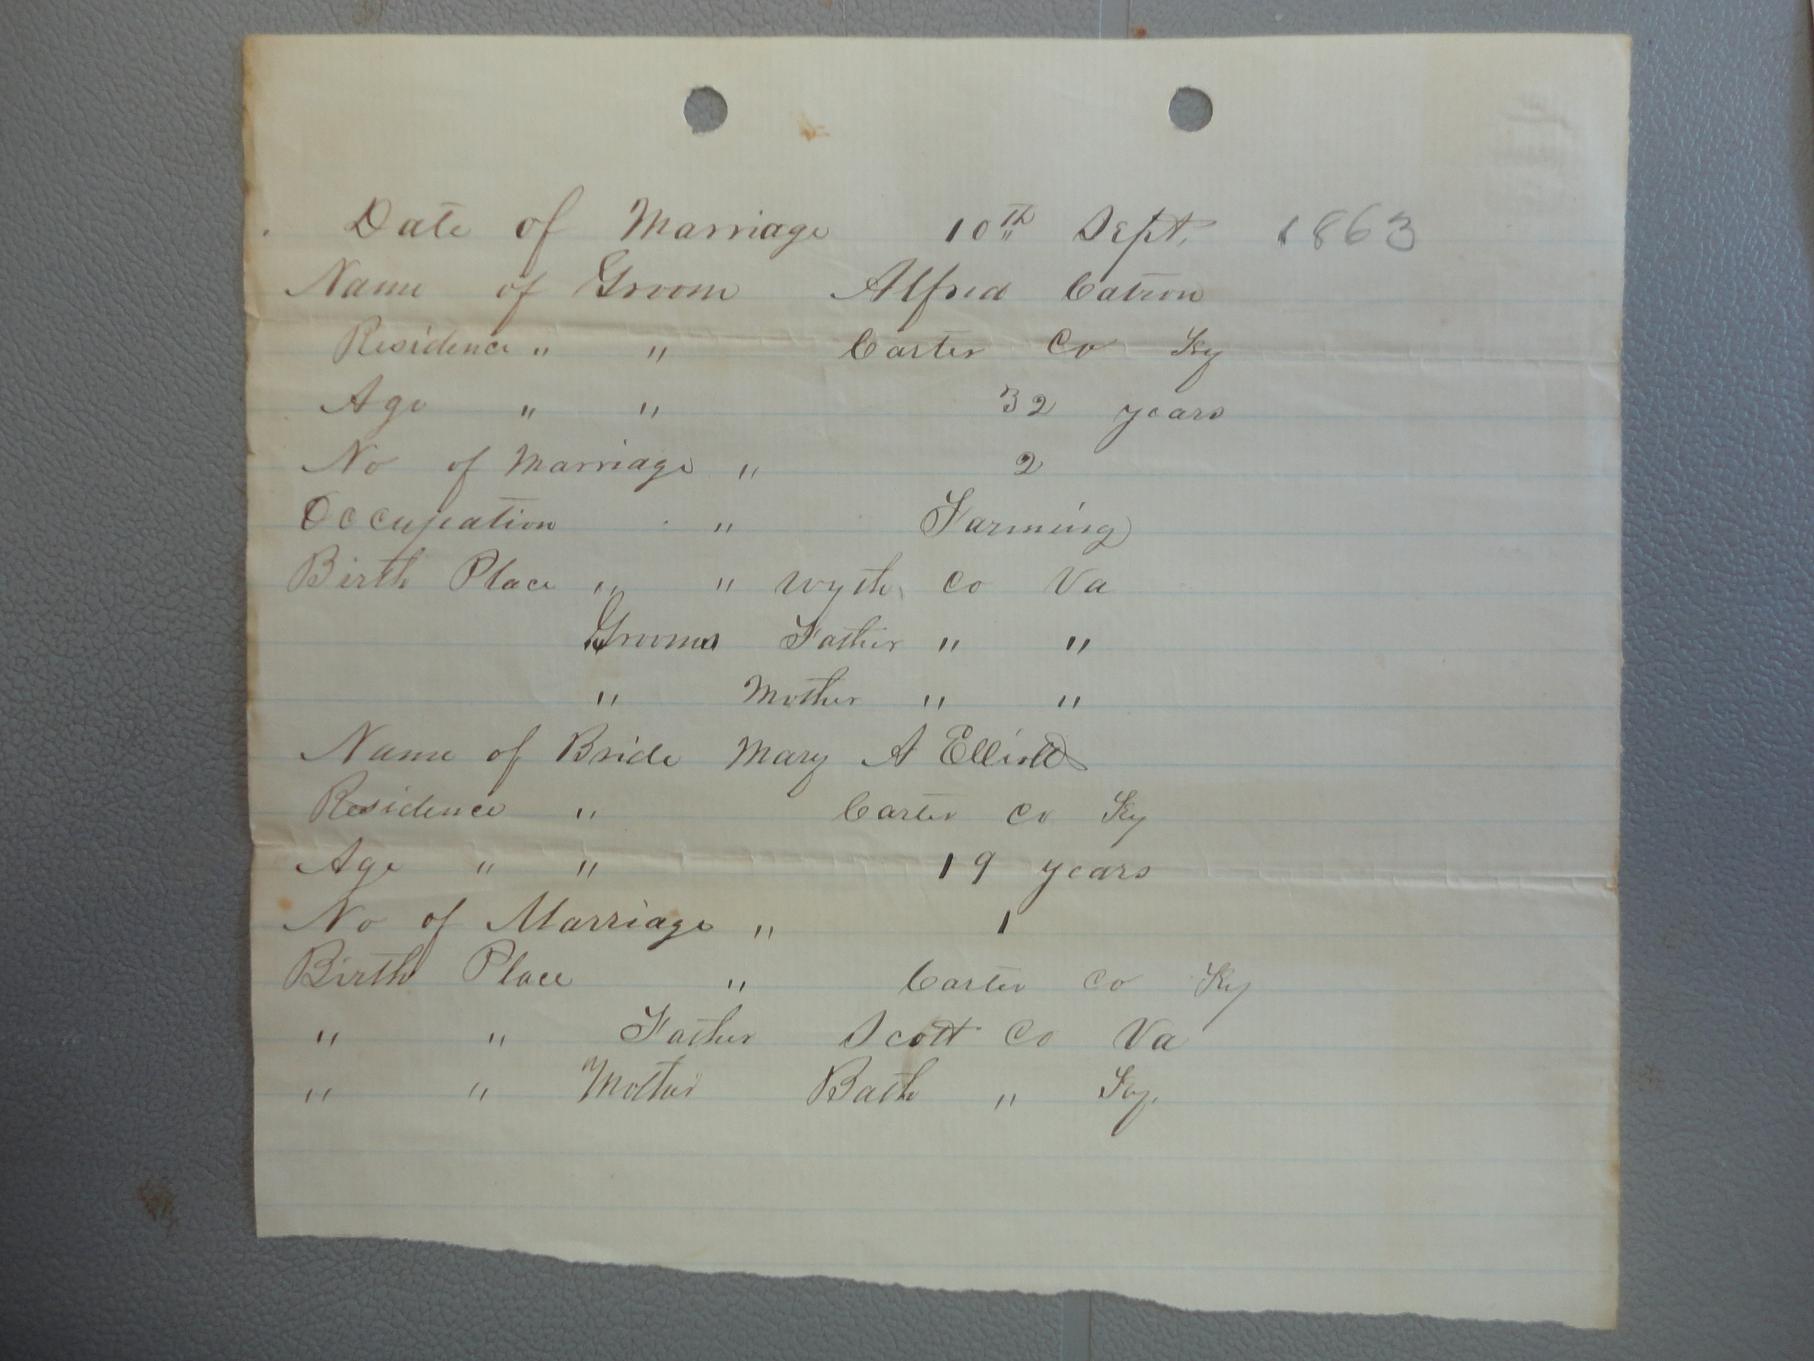 Date of Marriage 10th Sept. 1863
Name of Groom Alfred Catron
Residence " " Carter Co Ky
Age " " 32 years
No of Marriage " 2
Occupation " Farming
Birth Place " " Wyth Co Va
Grooms Father " "
" Mother " "
Name of Bride Mary A Elliott
Residence " Carter Co Ky
Age " " 19 years
No of Marriage " 1
Birth Place " Carter Co Ky
" " Father Scott Co Va
" " Mother Bath " Ky.